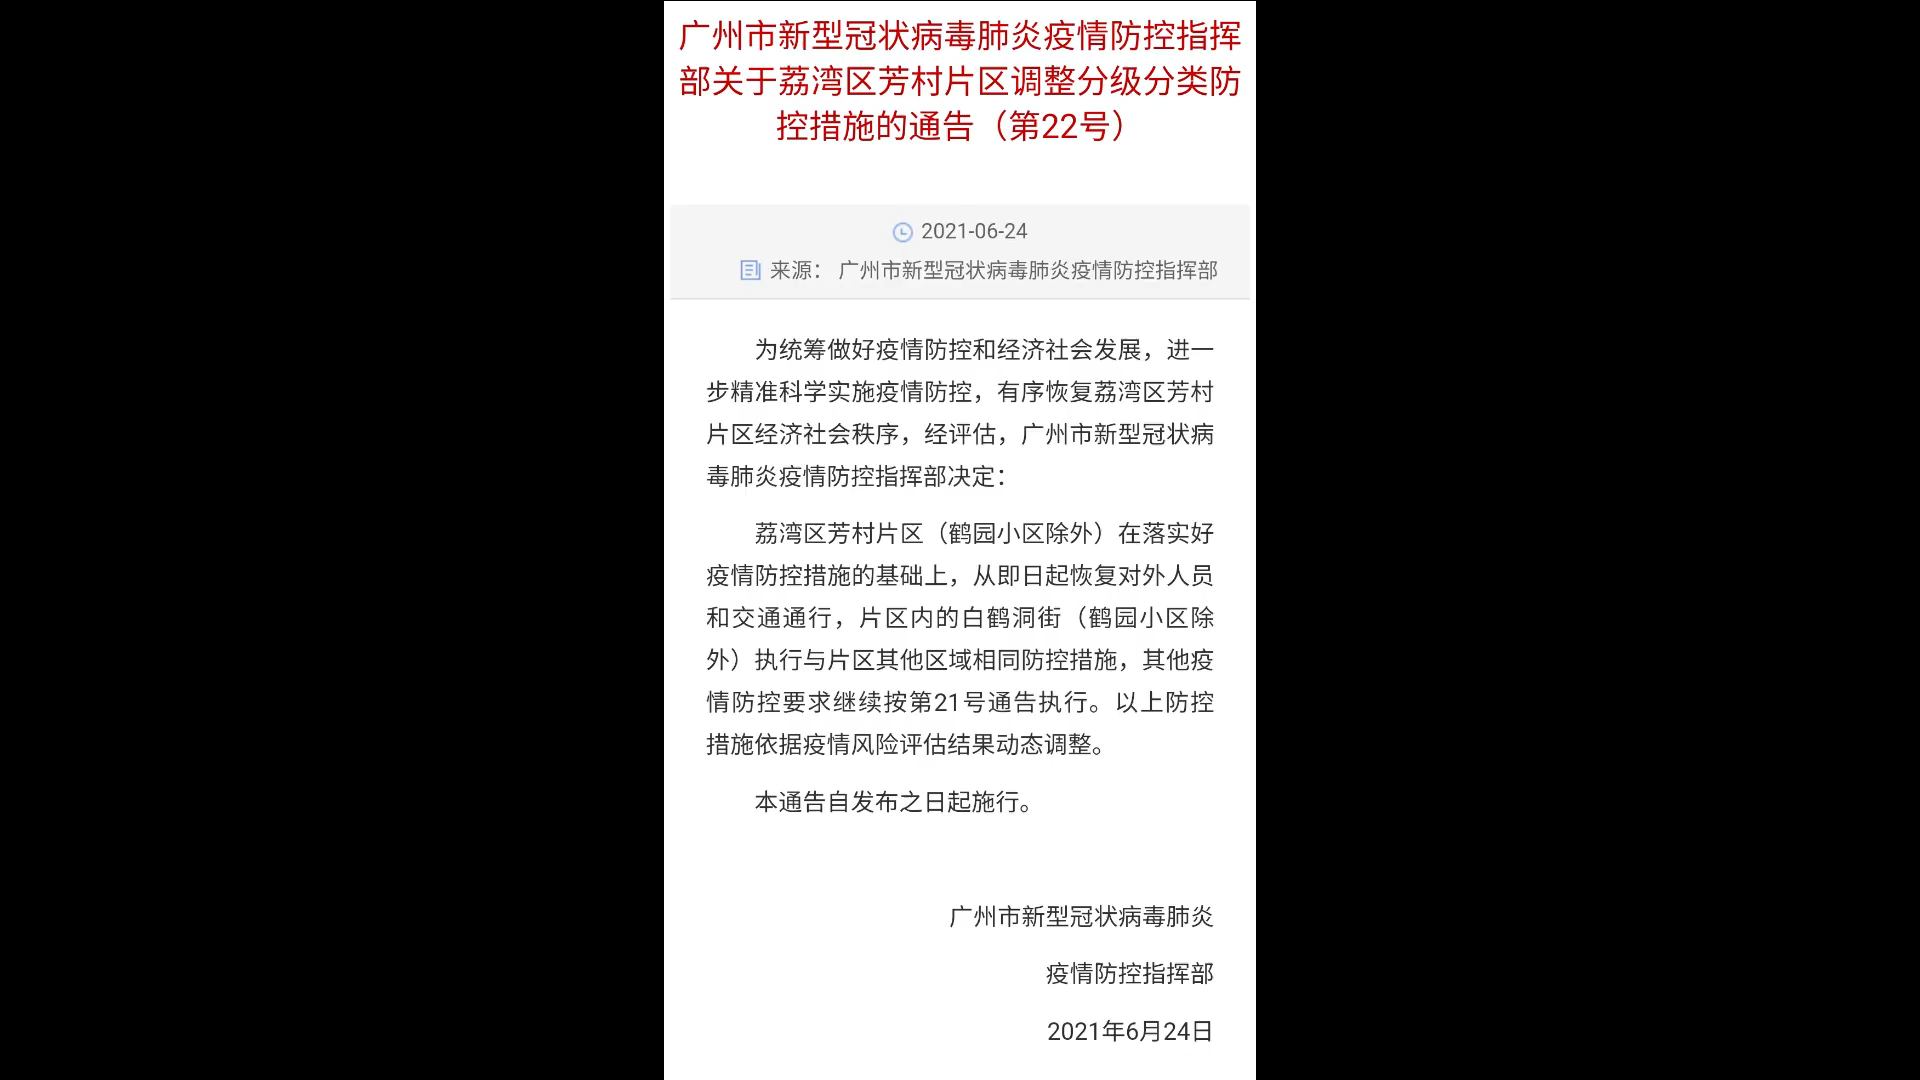 广州市新型冠状病毒肺炎疫情防控指挥
部关于荔湾区芳村片区调整分级分类防
控措施的通告（第22号）
2021-06-24
来源： 广州市新型冠状病毒肺炎疫情防控指挥部
为统筹做好疫情防控和经济社会发展，进一
步精准科学实施疫情防控，有序恢复荔湾区芳村
片区经济社会秩序，经评估，广州市新型冠状病
毒肺炎疫情防控指挥部决定：
荔湾区芳村片区（鹤园小区除外）在落实好
疫情防控措施的基础上，从即日起恢复对外人员
和交通通行，片区内的白鹤洞街（鹤园小区除
外）执行与片区其他区域相同防控措施，其他疫
情防控要求继续按第21号通告执行。以上防控
措施依据疫情风险评估结果动态调整。
本通告自发布之日起施行。
广州市新型冠状病毒肺炎
疫情防控指挥部
2021年6月24日